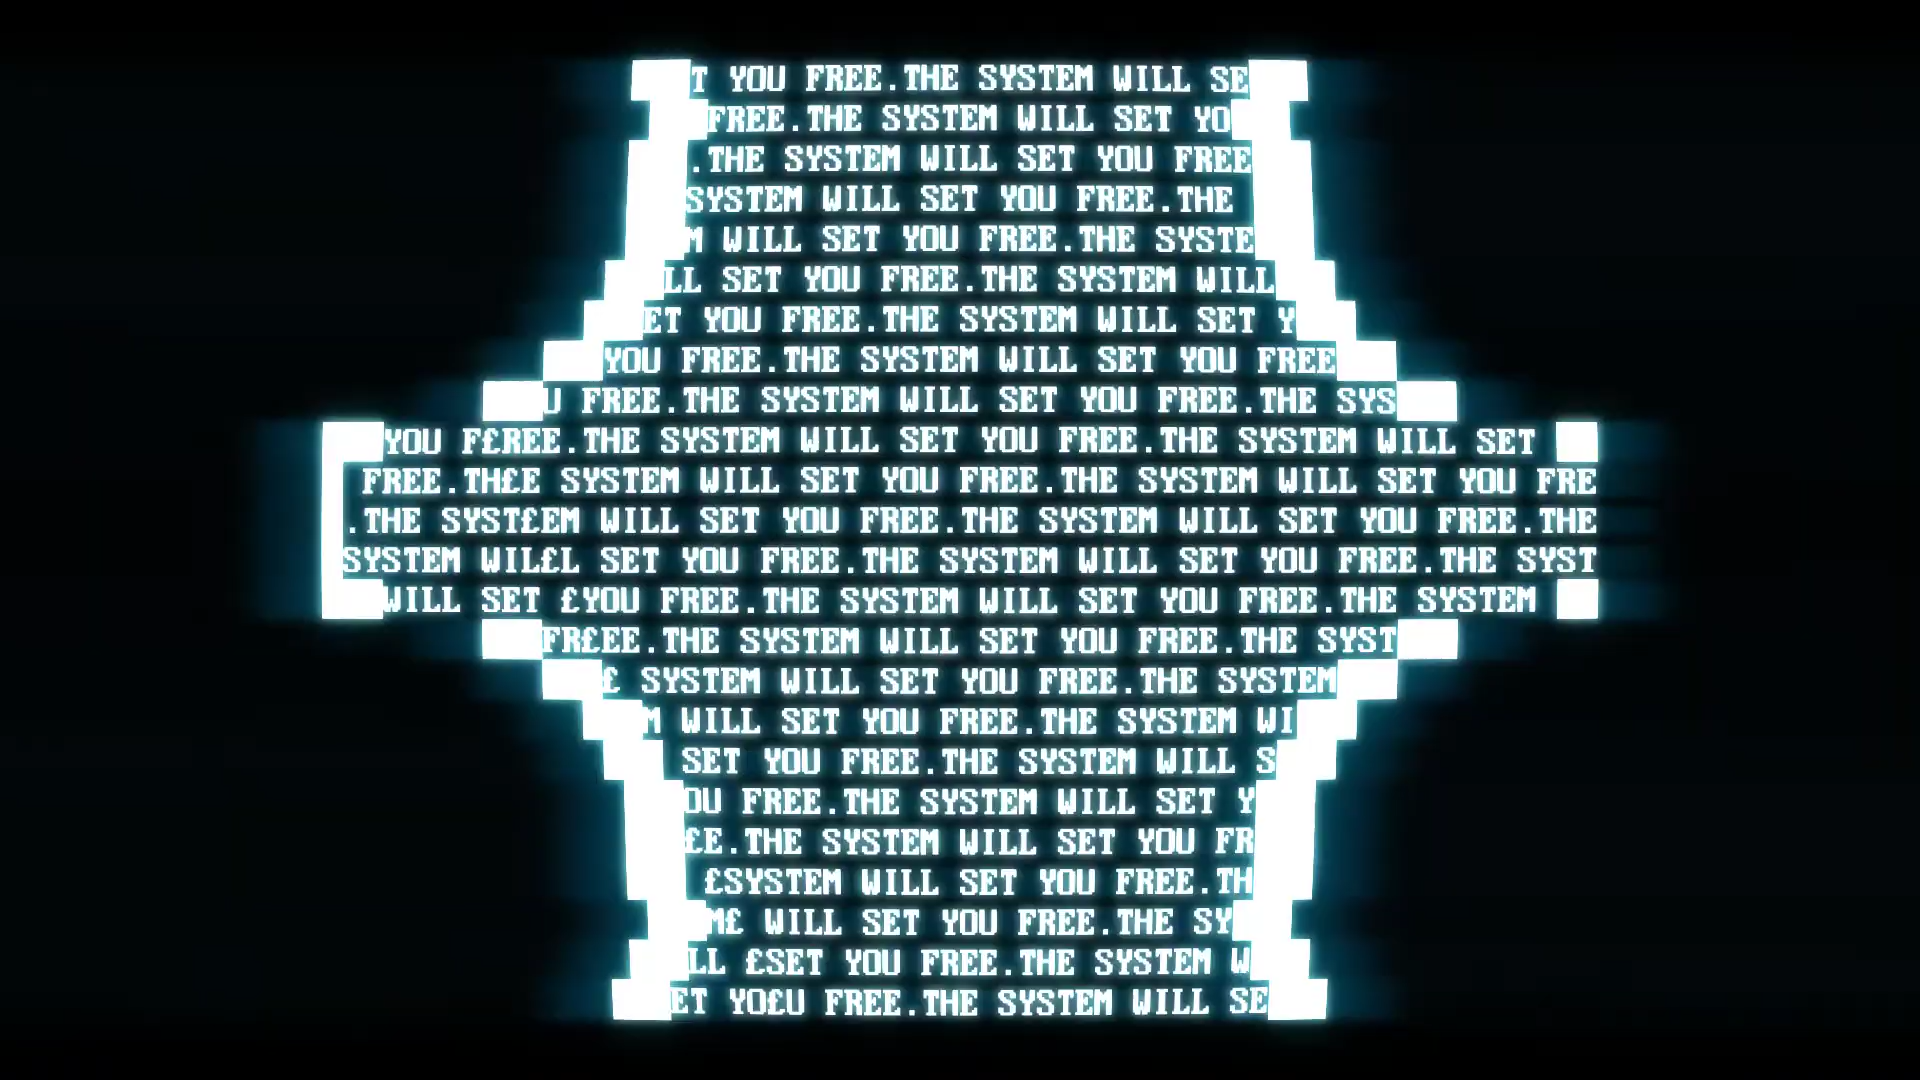 T YOU FREE.THE SYSTEM WILL SE
FREE.THE SYSTEM WILL SET YO
.THE SYSTEM WILL SET YOU FREE
SYSTEM WILL SET YOU FREE.THE
M WILL SET YOU FREE.THE SYSTE
LL SET YOU FREE.THE SYSTEM WILL
ET YOU FREE.THE SYSTEM WILL SET Y
YOU FREE.THE SYSTEM WILL SET YOU FREE
U FREE.THE SYSTEM WILL SET YOU FREE.THE SYS
YOU F£REE.THE SYSTEM WILL SET YOU FREE.THE SYSTEM WILL SET
FREE.TH£E SYSTEM WILL SET YOU FREE.THE SYSTEM WILL SET YOU FRE
.THE SYST£EM WILL SET YOU FREE.THE SYSTEM WILL SET YOU FREE.THE
SYSTEM WIL£L SET YOU FREE.THE SYSTEM WILL SET YOU FREE.THE SYST
WILL SET £YOU FREE.THE SYSTEM WILL SET YOU FREE.THE SYSTEM
FR£EE.THE SYSTEM WILL SET YOU FREE.THE SYST
£ SYSTEM WILL SET YOU FREE.THE SYSTEM
M WILL SET YOU FREE.THE SYSTEM WI
SET YOU FREE.THE SYSTEM WILL S
OU FREE.THE SYSTEM WILL SET Y
£E.THE SYSTEM WILL SET YOU FR
£SYSTEM WILL SET YOU FREE.TH
M£ WILL SET YOU FREE.THE SY
LL £SET YOU FREE.THE SYSTEM W
ET YO£U FREE.THE SYSTEM WILL SE